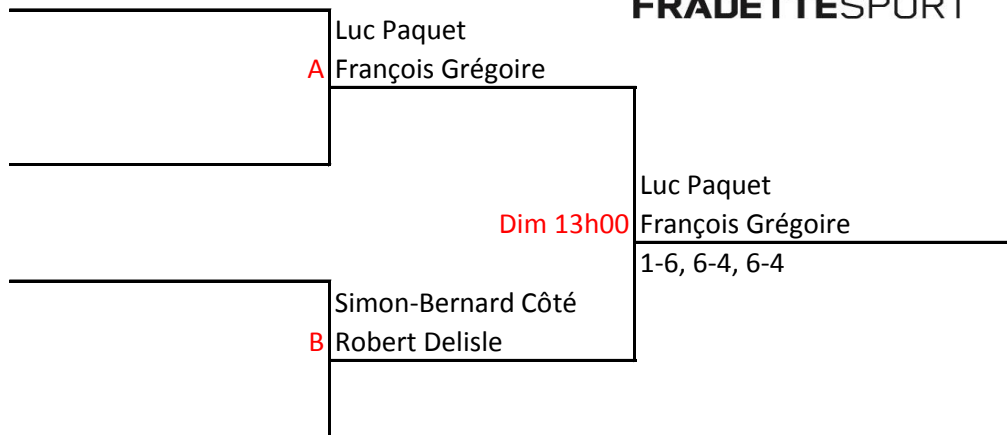 FRADETTESPORT
Luc Paquet
A François Grégoire
Luc Paquet
Dim 13h00 François Grégoire
1-6, 6-4, 6-4
Simon-Bernard Côté
B Robert Delisle